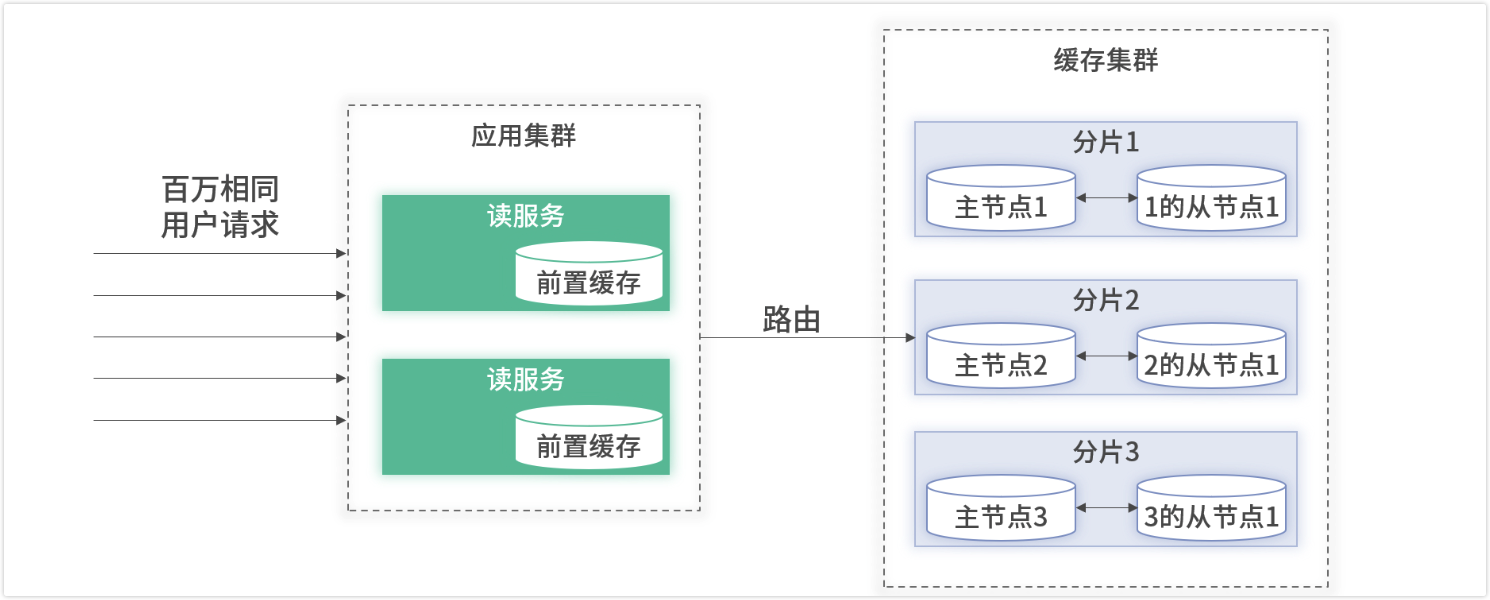 百万相同
用户请求
应用集群
读服务
前置缓存
读服务
前置缓存
路由
缓存集群
分片1
主节点1
1的从节点1
分片2
主节点2
2的从节点1
分片3
主节点3
3的从节点1